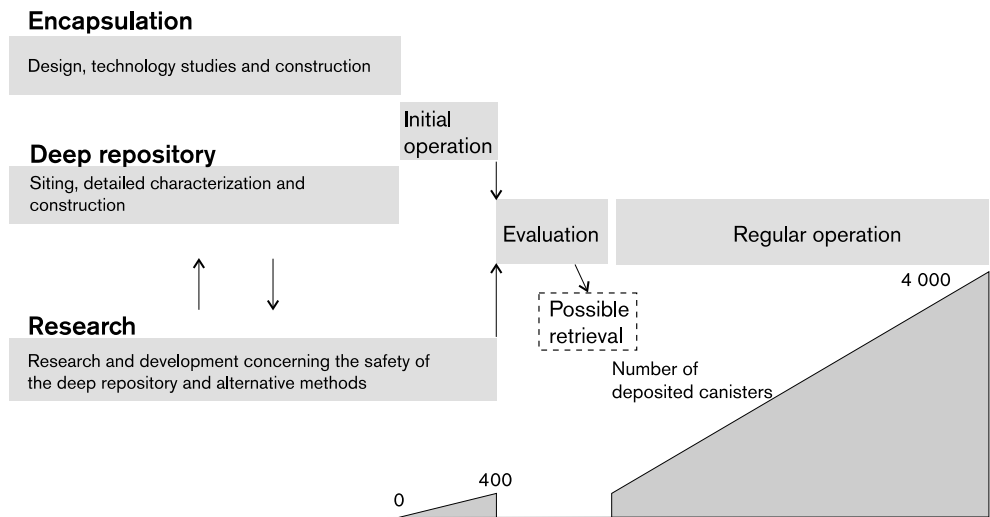 Encapsulation
Design, technology studies and construction
Initial
operation
Deep repository
Siting, detailed characterization and
construction
Evaluation
Regular operation
Possible
retrieval
4 000
Research
Research and development concerning the safety of
the deep repository and alternative methods
Number of
deposited canisters
0
400